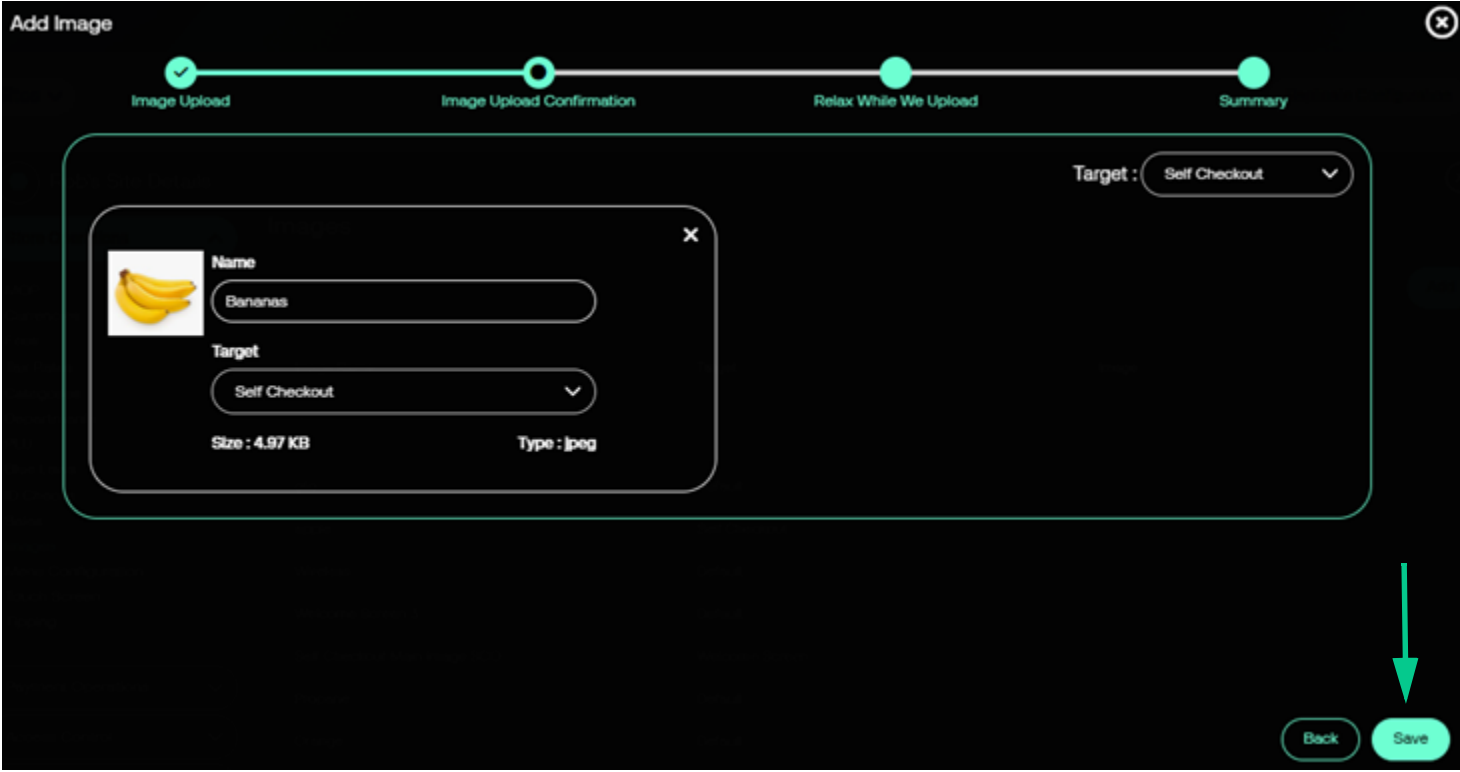 Add Image
Image Upload
Image Upload Confirmation
Relax While We Upload
Summary
Target : Self Checkout
Name
Bananas
Target
Self Checkout
Size : 4.97 KB Type : jpeg
Back Save